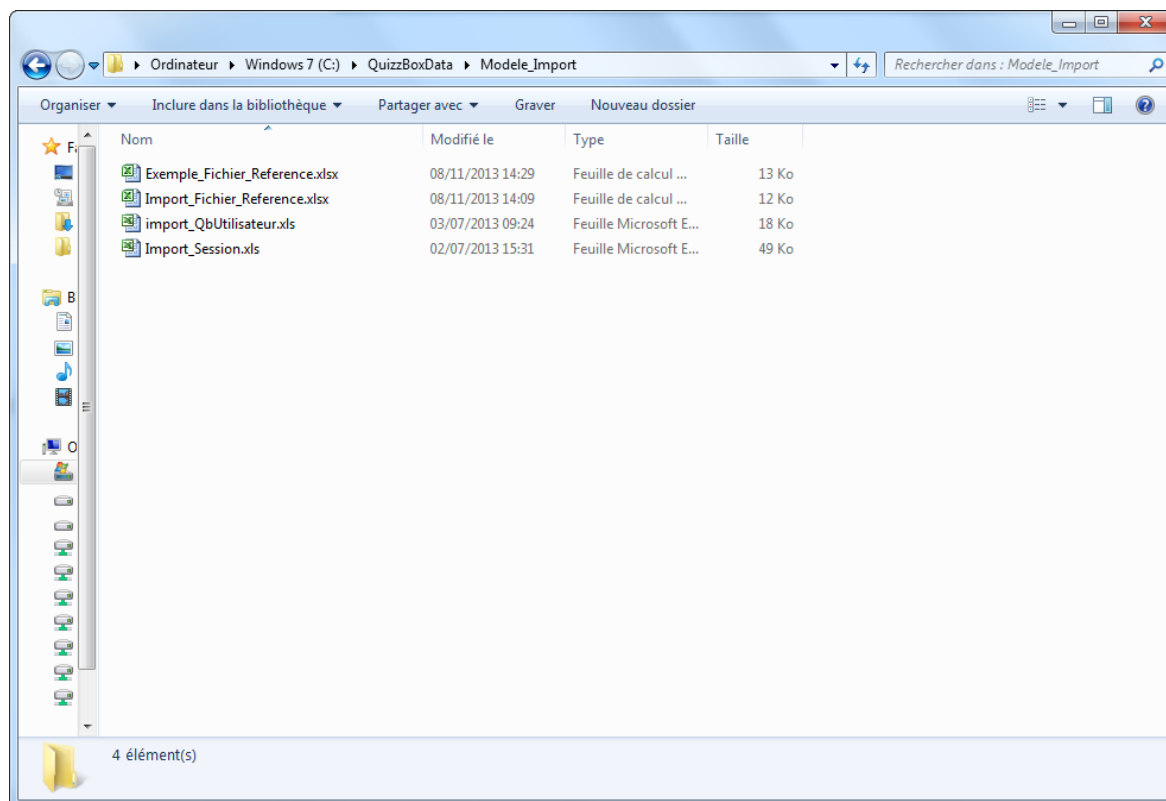 Ordinateur Windows 7 (C:) QuizzBoxData Modele_Import Rechercher dans : Modele_Import
Organiser Inclure dans la bibliothèque Partager avec Graver Nouveau dossier
Nom Modifié le Type Taille
Exemple_Fichier_Reference.xlsx 08/11/2013 14:29 Feuille de calcul ... 13 Ko
Import_Fichier_Reference.xlsx 08/11/2013 14:09 Feuille de calcul ... 12 Ko
import_QbUtilisateur.xls 03/07/2013 09:24 Feuille Microsoft E... 18 Ko
Import_Session.xls 02/07/2013 15:31 Feuille Microsoft E... 49 Ko
B
O
4 élément(s)